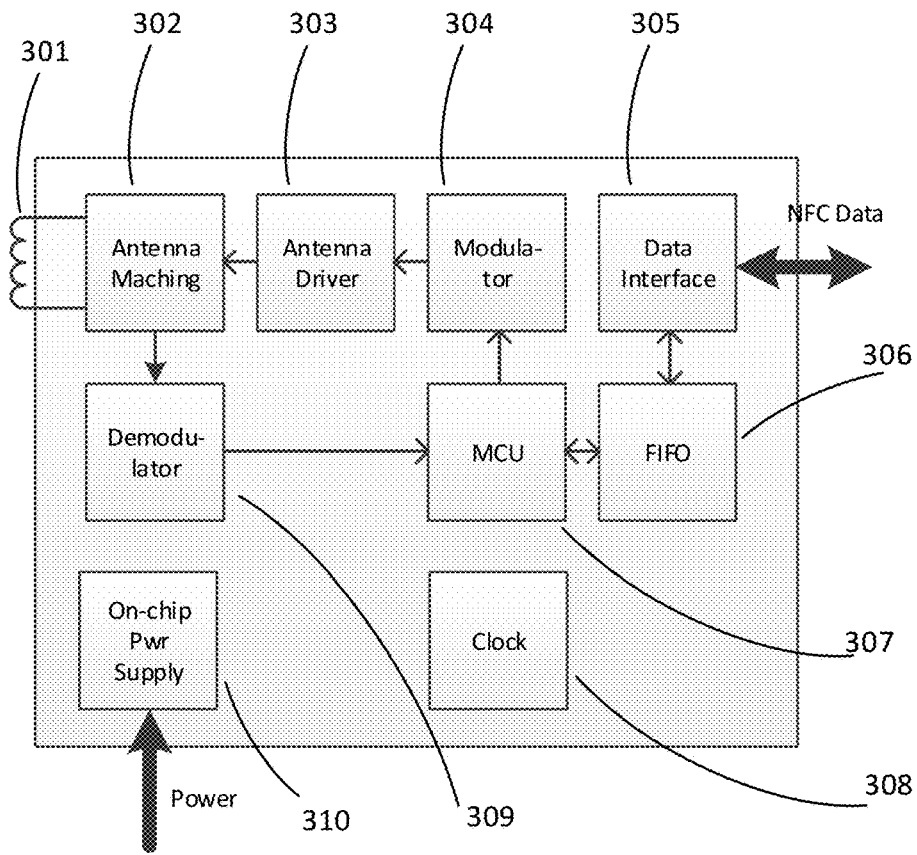 301
302
303
304
305
Antenna
Maching
Antenna
Driver
Modula-
tor
Data
Interface
NFC Data
306
Demodu-
lator
MCU
FIFO
On-chip
Pwr
Supply
Clock
307
308
Power
310
309